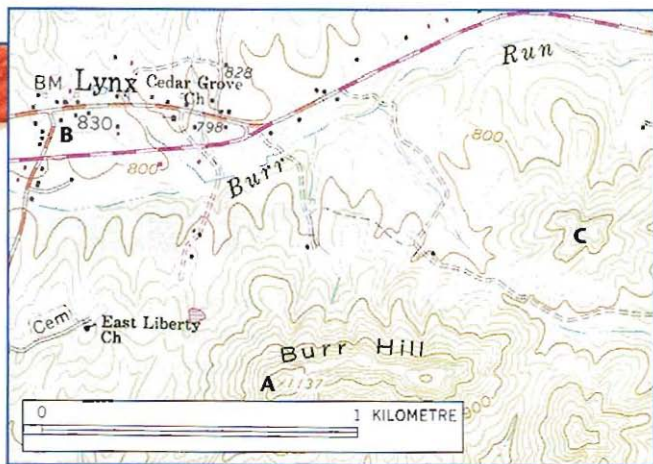 828
Run
BM Lynx Cedar Grove
Ch
B 830 798
800
800
Burr
C
Cem
East Liberty
Ch
Burr Hill
A ×1137
900
0 1 KILOMETRE